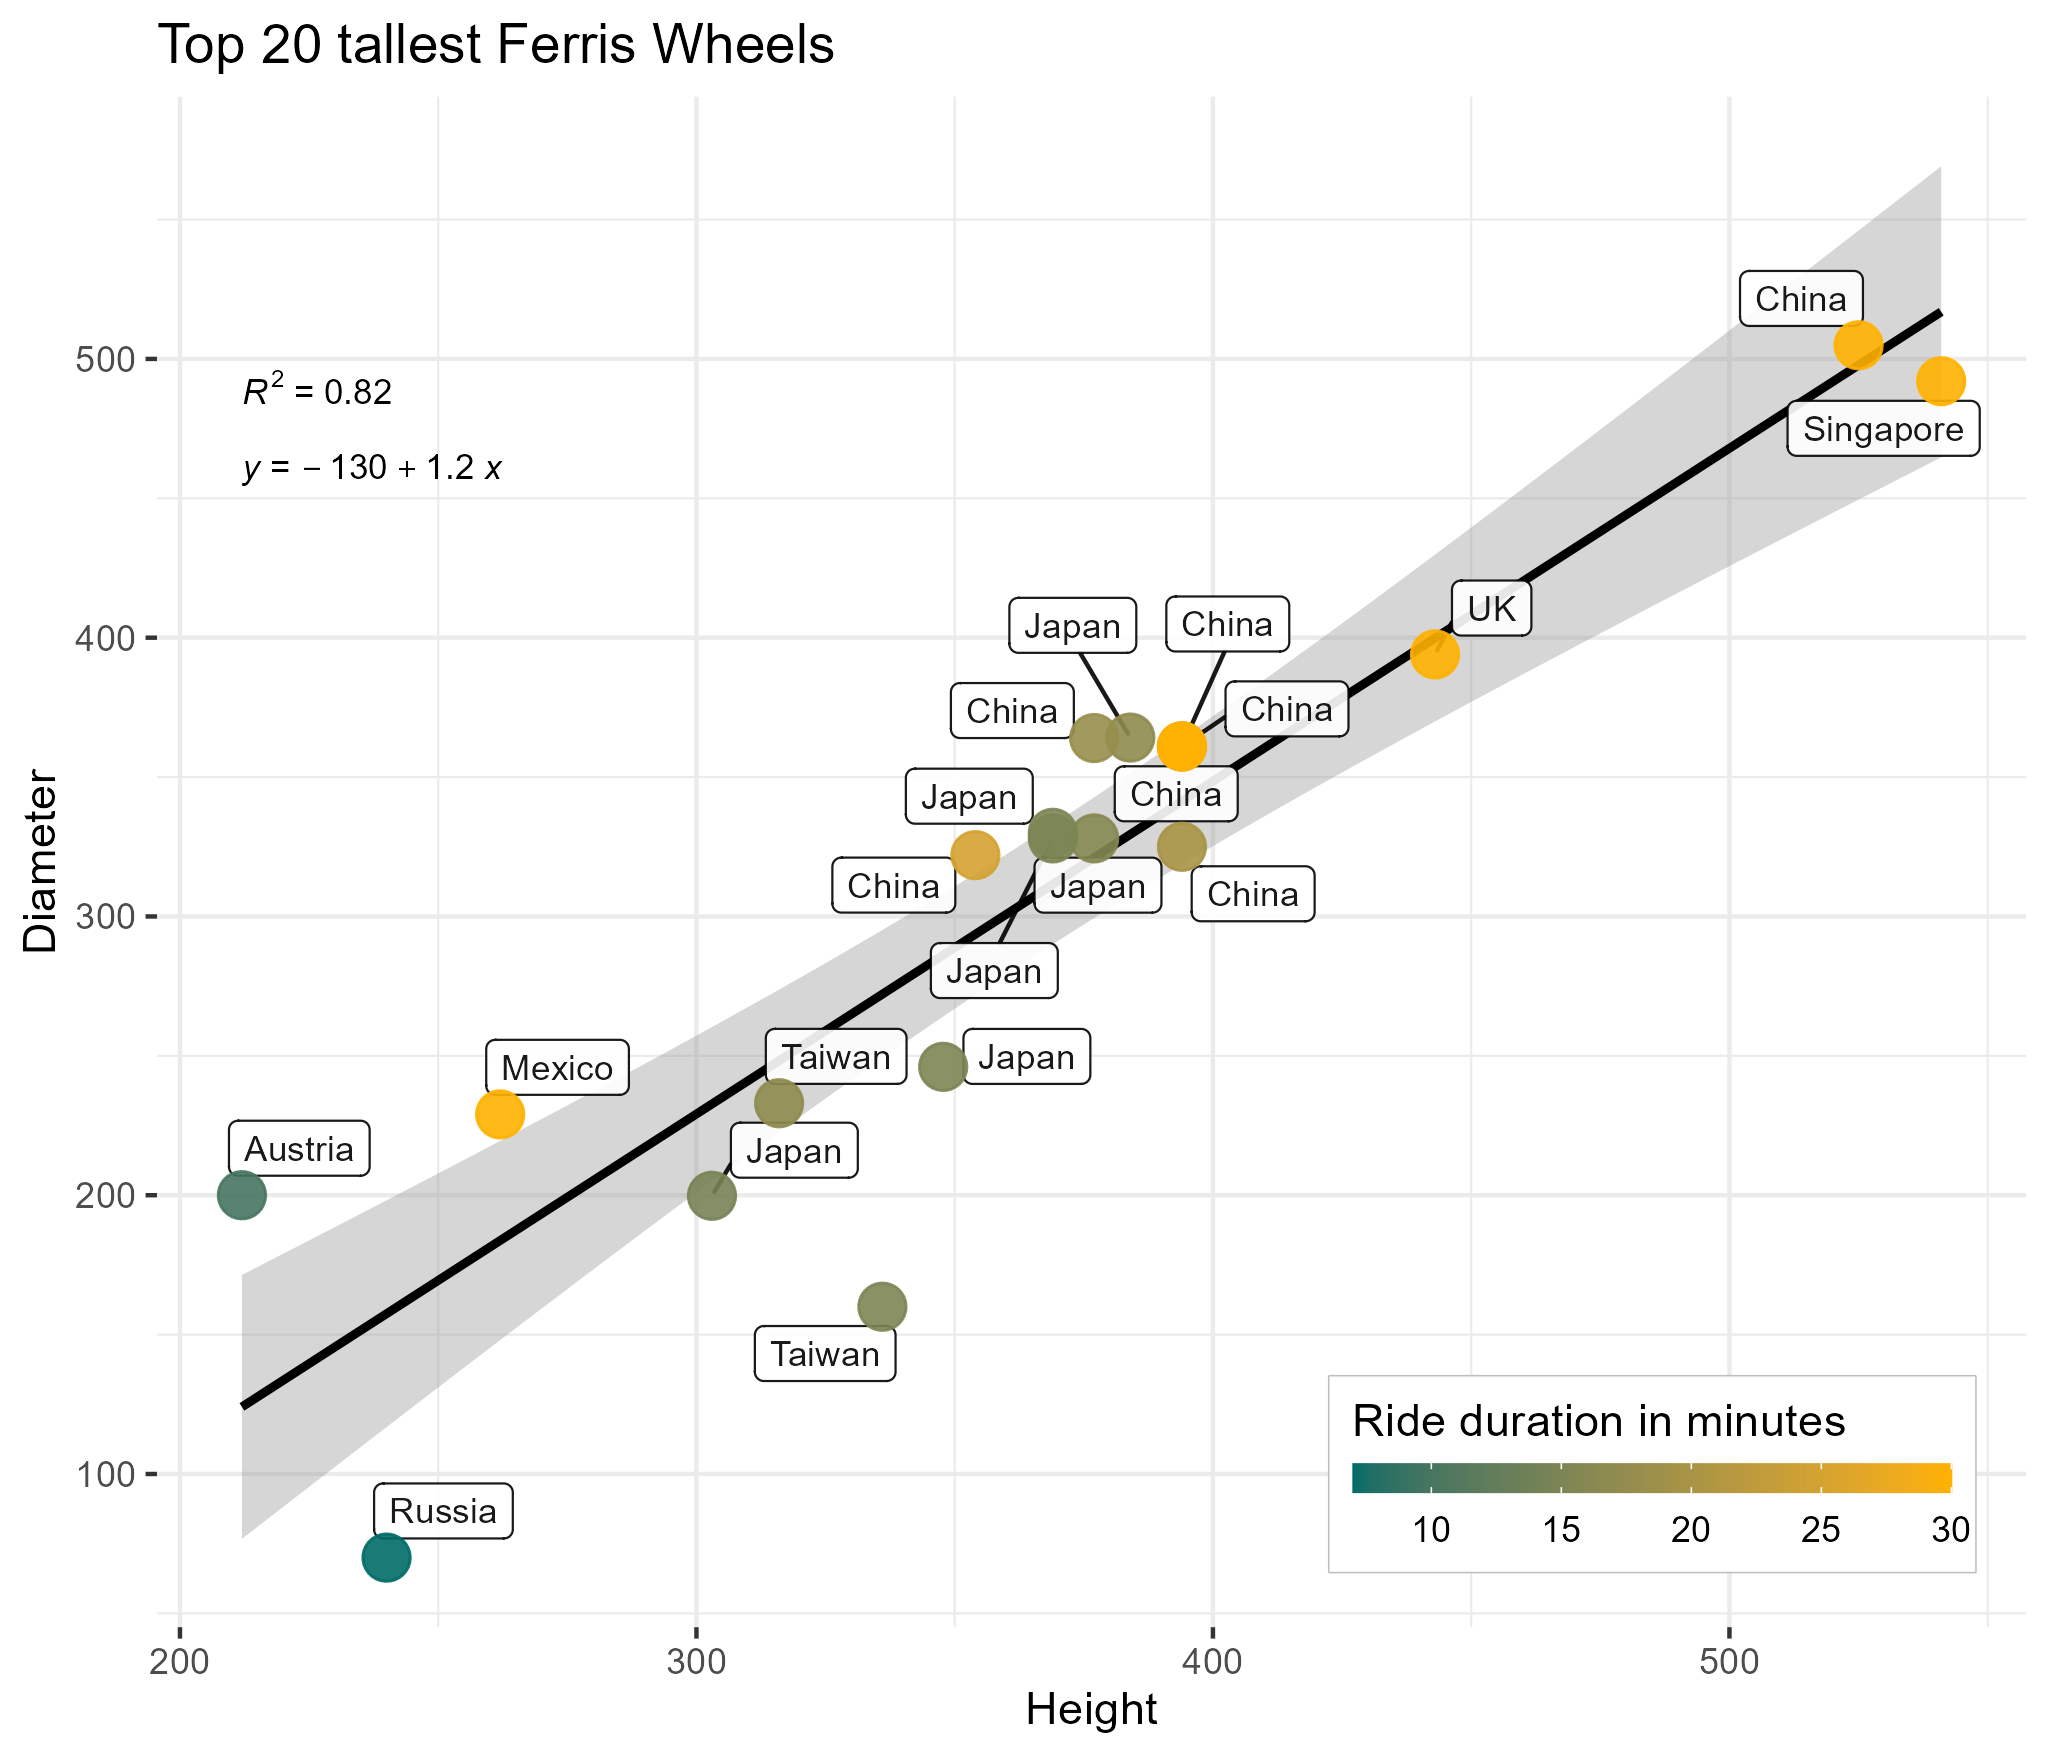 Top 20 tallest Ferris Wheels
China
500
R² = 0.82
Singapore
y = − 130 + 1.2 x
UK
400
Japan
China
China
China
Japan
China
China
Japan
China
Diameter
300
Japan
Taiwan
Japan
Mexico
Austria
Japan
200
Taiwan
Ride duration in minutes
100
Russia
10 15 20 25 30
200 300 400 500
Height